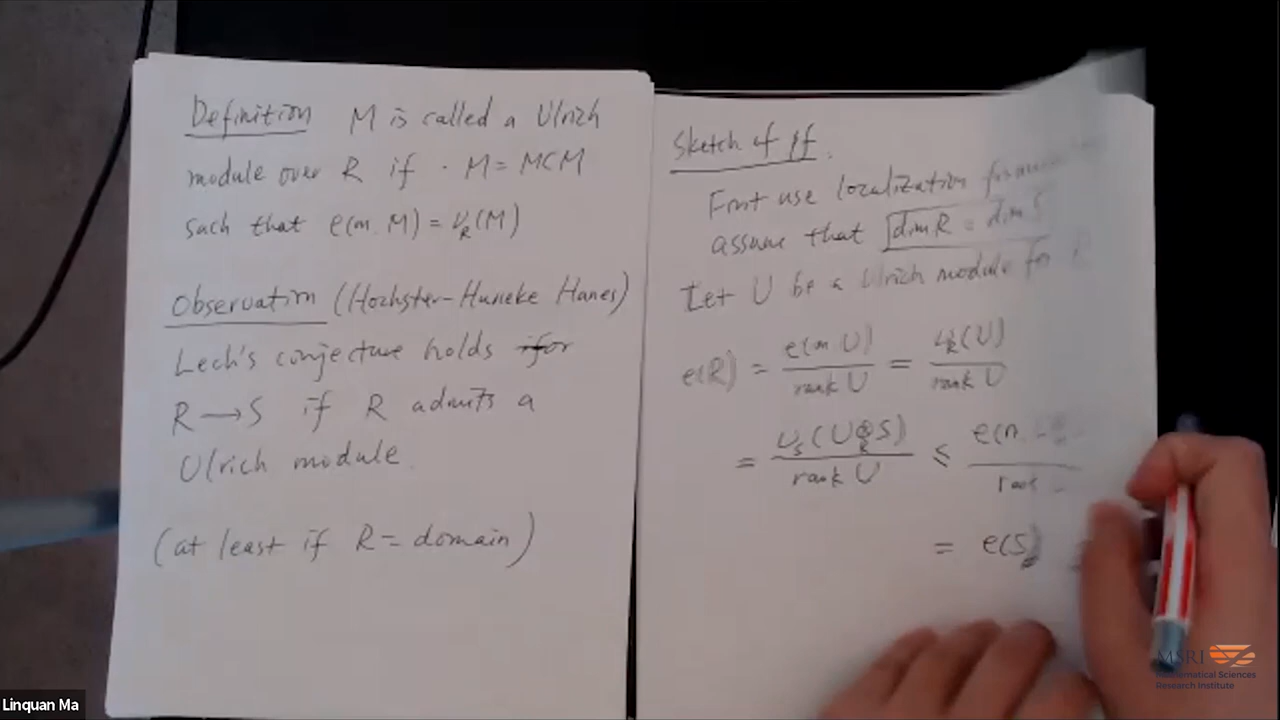 Definition M is called a Ulrich
module over R if · M = MCM
such that e(m, M) = ν_R(M)
Observation (Hochster-Huneke Hanes)
Lech's conjecture holds for
R → S if R admits a
Ulrich module.
(at least if R = domain)
Sketch of pf.
First use localization
assume that dim R = dim S
Let U be a Ulrich module for R
e(R) = e(m, U) / rank U = ν_R(U) / rank U
= ν_S(U ⊗_R S) / rank U ≤ e(n, / rank
= e(S)
Linquan Ma
MSRI
Mathematical Sciences
Research Institute